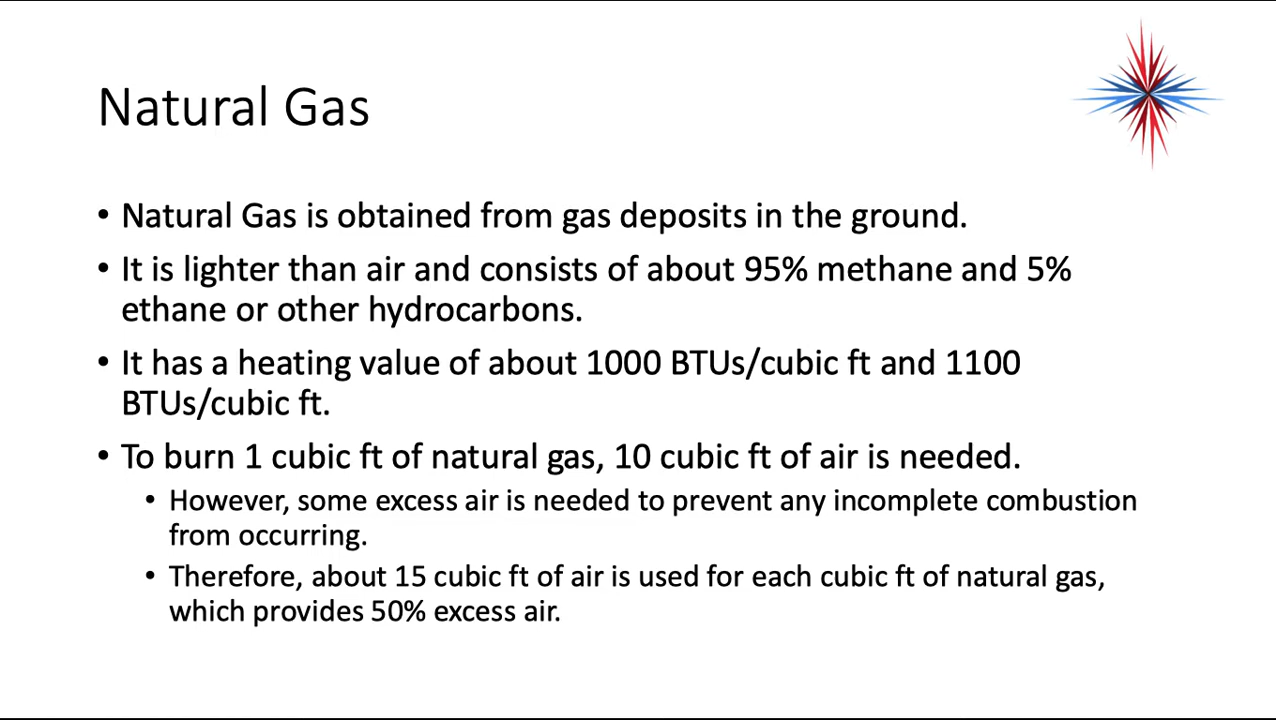 Natural Gas
• Natural Gas is obtained from gas deposits in the ground.
• It is lighter than air and consists of about 95% methane and 5%
ethane or other hydrocarbons.
• It has a heating value of about 1000 BTUs/cubic ft and 1100
BTUs/cubic ft.
• To burn 1 cubic ft of natural gas, 10 cubic ft of air is needed.
• However, some excess air is needed to prevent any incomplete combustion
from occurring.
• Therefore, about 15 cubic ft of air is used for each cubic ft of natural gas,
which provides 50% excess air.